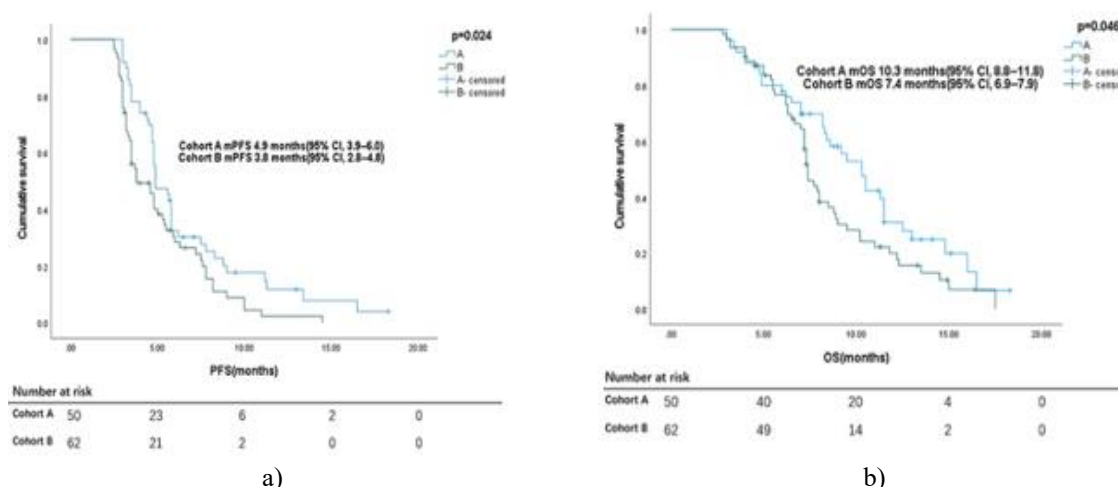 p=0.024
A
B
A- censored
B- censored
Cohort A mPFS 4.9 months(95% CI, 3.9–6.0)
Cohort B mPFS 3.8 months(95% CI, 2.8–4.8)
Cumulative survival
1.0
0.8
0.6
0.4
0.2
0.0
.00 5.00 10.00 15.00 20.00
PFS(months)
Number at risk
Cohort A 50 23 6 2 0
Cohort B 62 21 2 0 0
a)
p=0.046
A
B
A- censo
B- censo
Cohort A mOS 10.3 months(95% CI, 8.8–11.8)
Cohort B mOS 7.4 months(95% CI, 6.9–7.9)
Cumulative survival
1.0
0.8
0.6
0.4
0.2
0.0
.00 5.00 10.00 15.00 20.00
OS(months)
Number at risk
Cohort A 50 40 20 4 0
Cohort B 62 49 14 2 0
b)